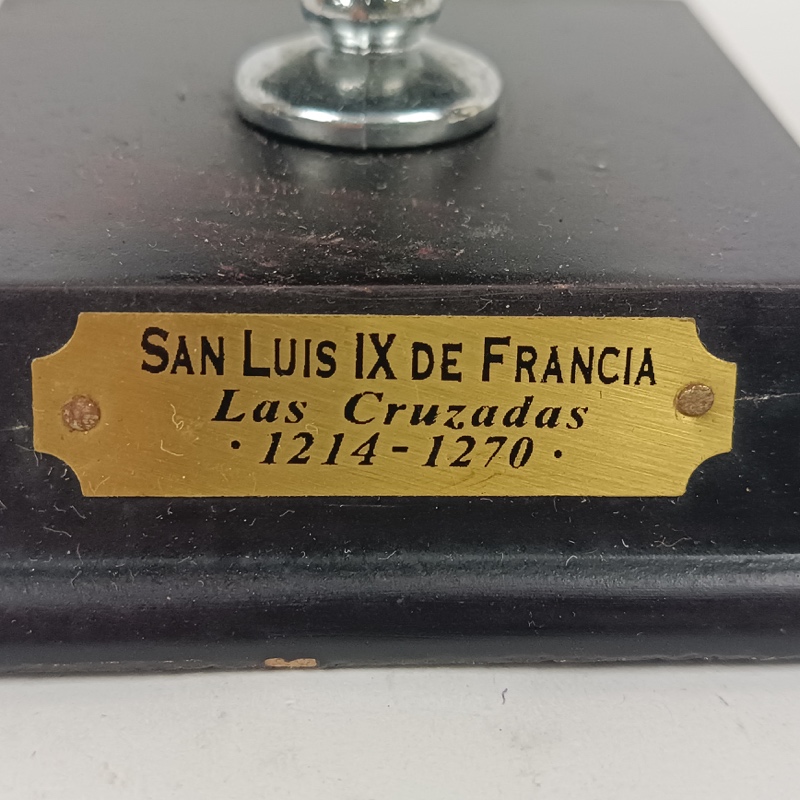 SAN LUIS IX DE FRANCIA
Las Cruzadas
· 1214 - 1270 ·